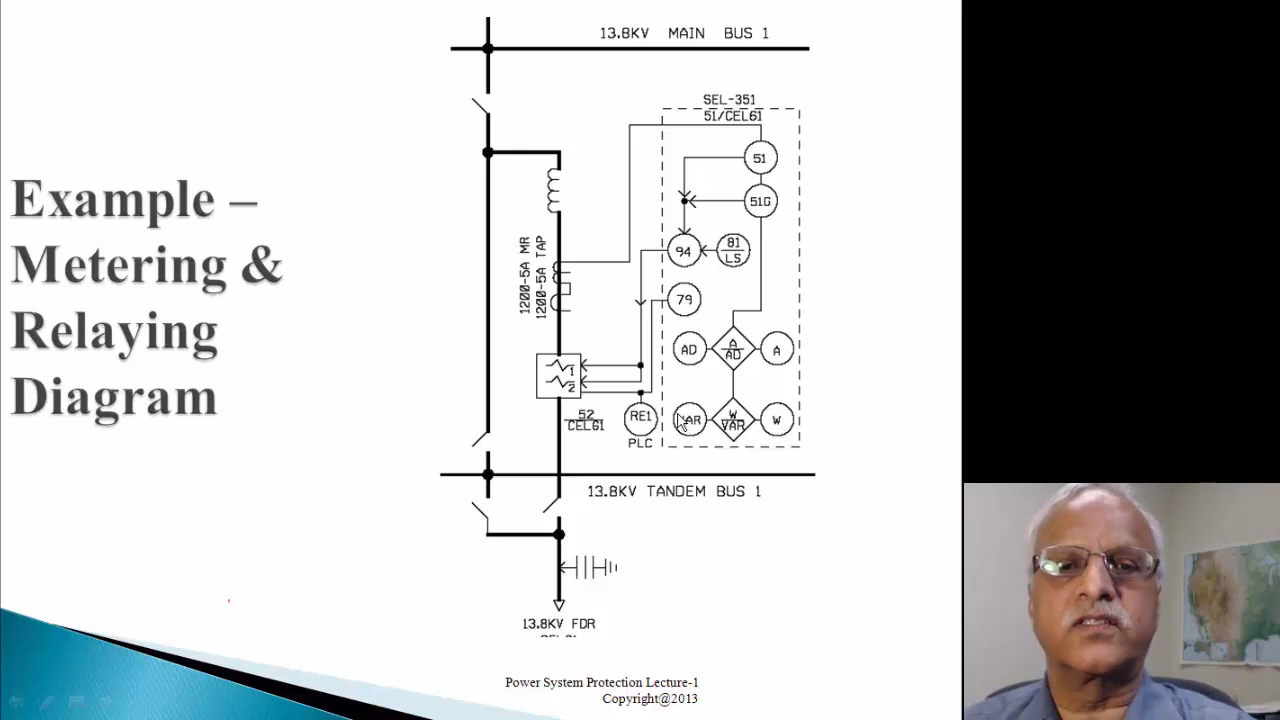 Example –
Metering &
Relaying
Diagram
13.8KV MAIN BUS 1
SEL-351
51/CEL61
51
51G
94
81
LS
79
1200-5A MR
1200-5A TAP
AD
A
AD
A
1
2
52
CEL61
RE1
PLC
W
VAR
W
13.8KV TANDEM BUS 1
13.8KV FDR
Power System Protection Lecture-1
Copyright@2013